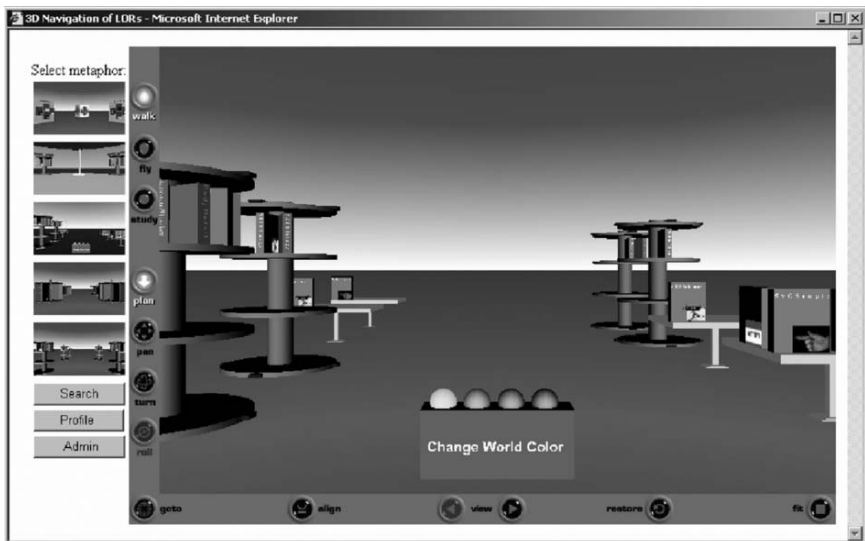 3D Navigation of LORs - Microsoft Internet Explorer
Select metaphor:
walk
fly
study
plan
pan
turn
roll
Search
Profile
Admin
Change World Color
goto
align
view
restore
fit